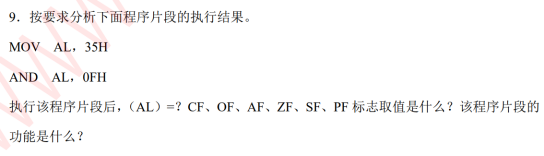 9．按要求分析下面程序片段的执行结果。
MOV AL，35H
AND AL，0FH
执行该程序片段后，（AL）=？CF、OF、AF、ZF、SF、PF 标志取值是什么？该程序片段的
功能是什么？